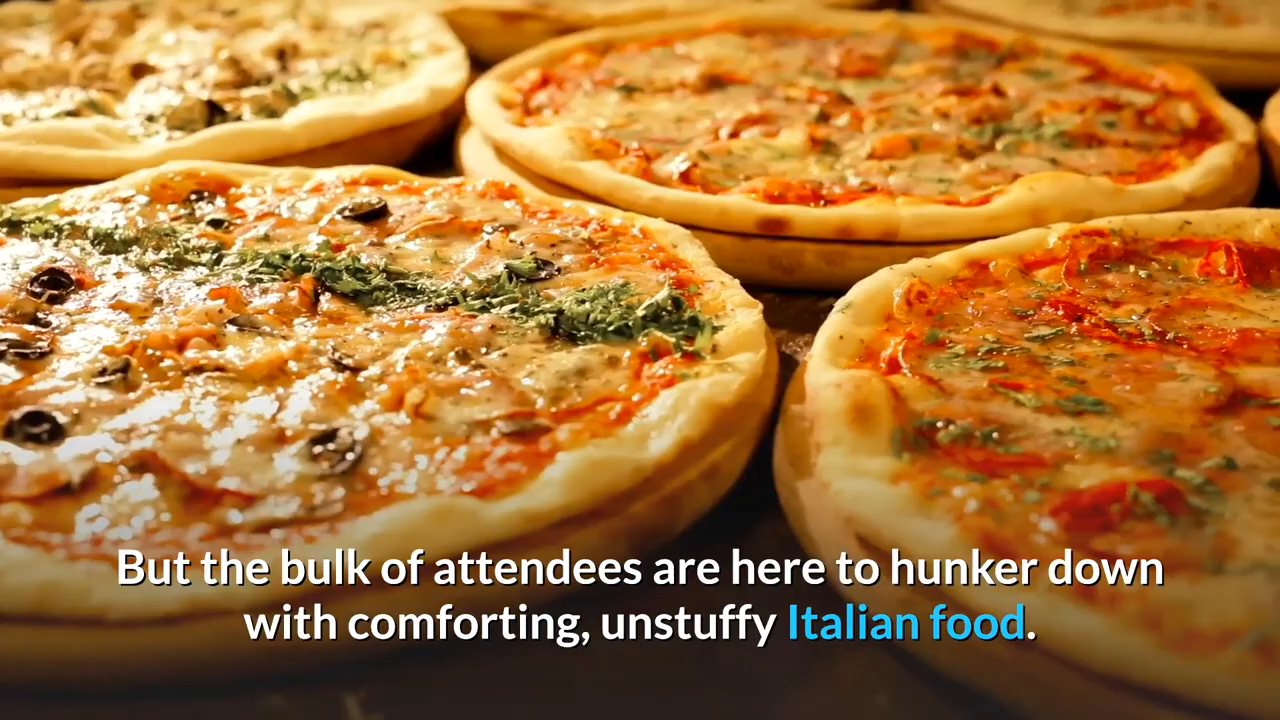 But the bulk of attendees are here to hunker down
with comforting, unstuffy Italian food.